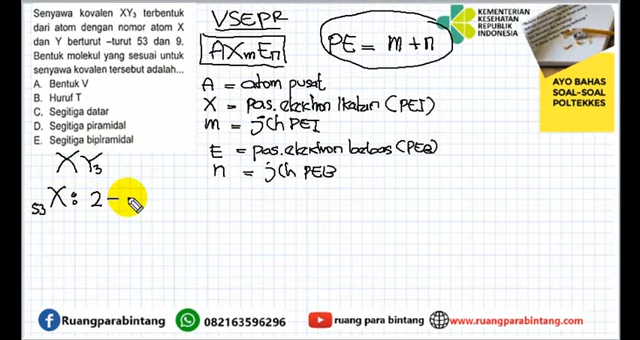 Senyawa kovalen XY₃ terbentuk
dari atom dengan nomor atom X
dan Y berturut –turut 53 dan 9.
Bentuk molekul yang sesuai untuk
senyawa kovalen tersebut adalah...
A. Bentuk V
B. Huruf T
C. Segitiga datar
D. Segitiga piramidal
E. Segitiga bipiramidal
XY₃
₅₃X : 2 –
VSEPR
AXmEn
PE = m + n
A = atom pusat
X = pas. elektron Ikatan (PEI)
m = jlh PEI
E = pas. elektron bebas (PEB)
n = jlh PEB
KEMENTERIAN
KESEHATAN
REPUBLIK
INDONESIA
AYO BAHAS
SOAL-SOAL
POLTEKKES
Ruangparabintang
082163596296
ruang para bintang
www.ruangparabintang.com